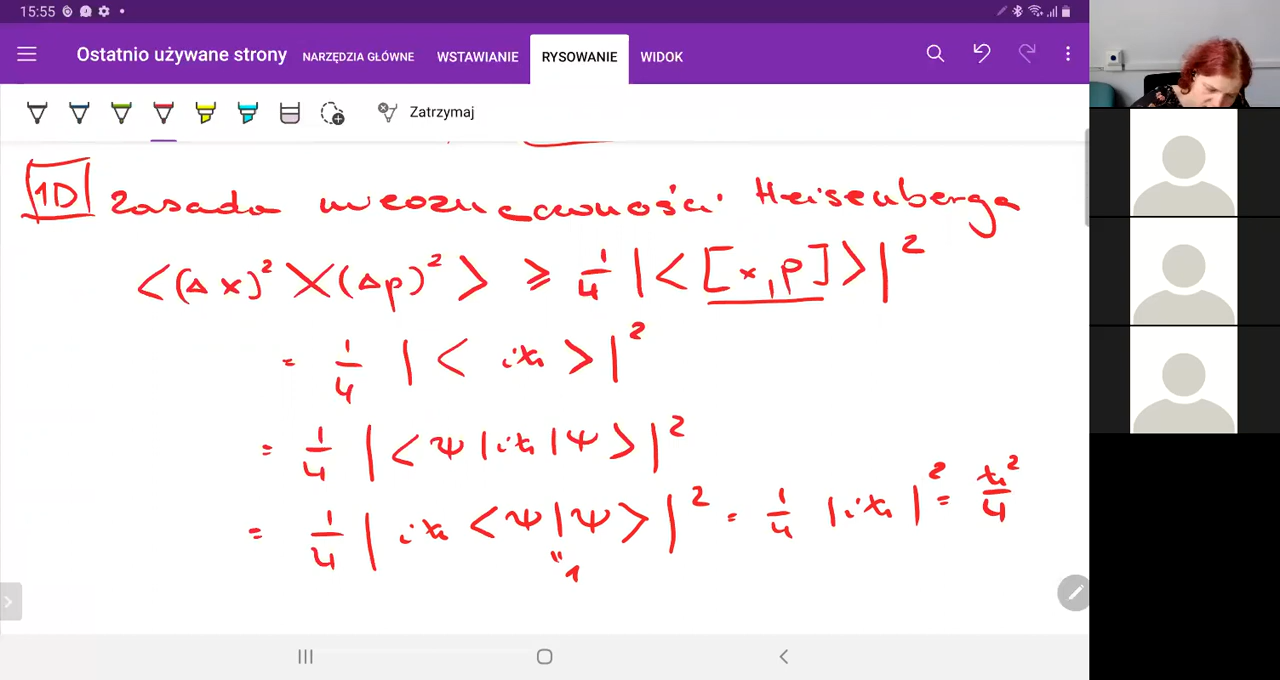 15:55
Ostatnio używane strony NARZĘDZIA GŁÓWNE WSTAWIANIE RYSOWANIE WIDOK
Zatrzymaj
1D Zasada nieoznaczoności Heisenberga
<(Δx)²><(Δp)²> ≥ 1/4 |<[x,p]>|²
= 1/4 |<iħ>|²
= 1/4 |<Ψ|iħ|Ψ>|²
= 1/4 |iħ<Ψ|Ψ>|² = 1/4 |iħ|² = ħ²/4
" 1